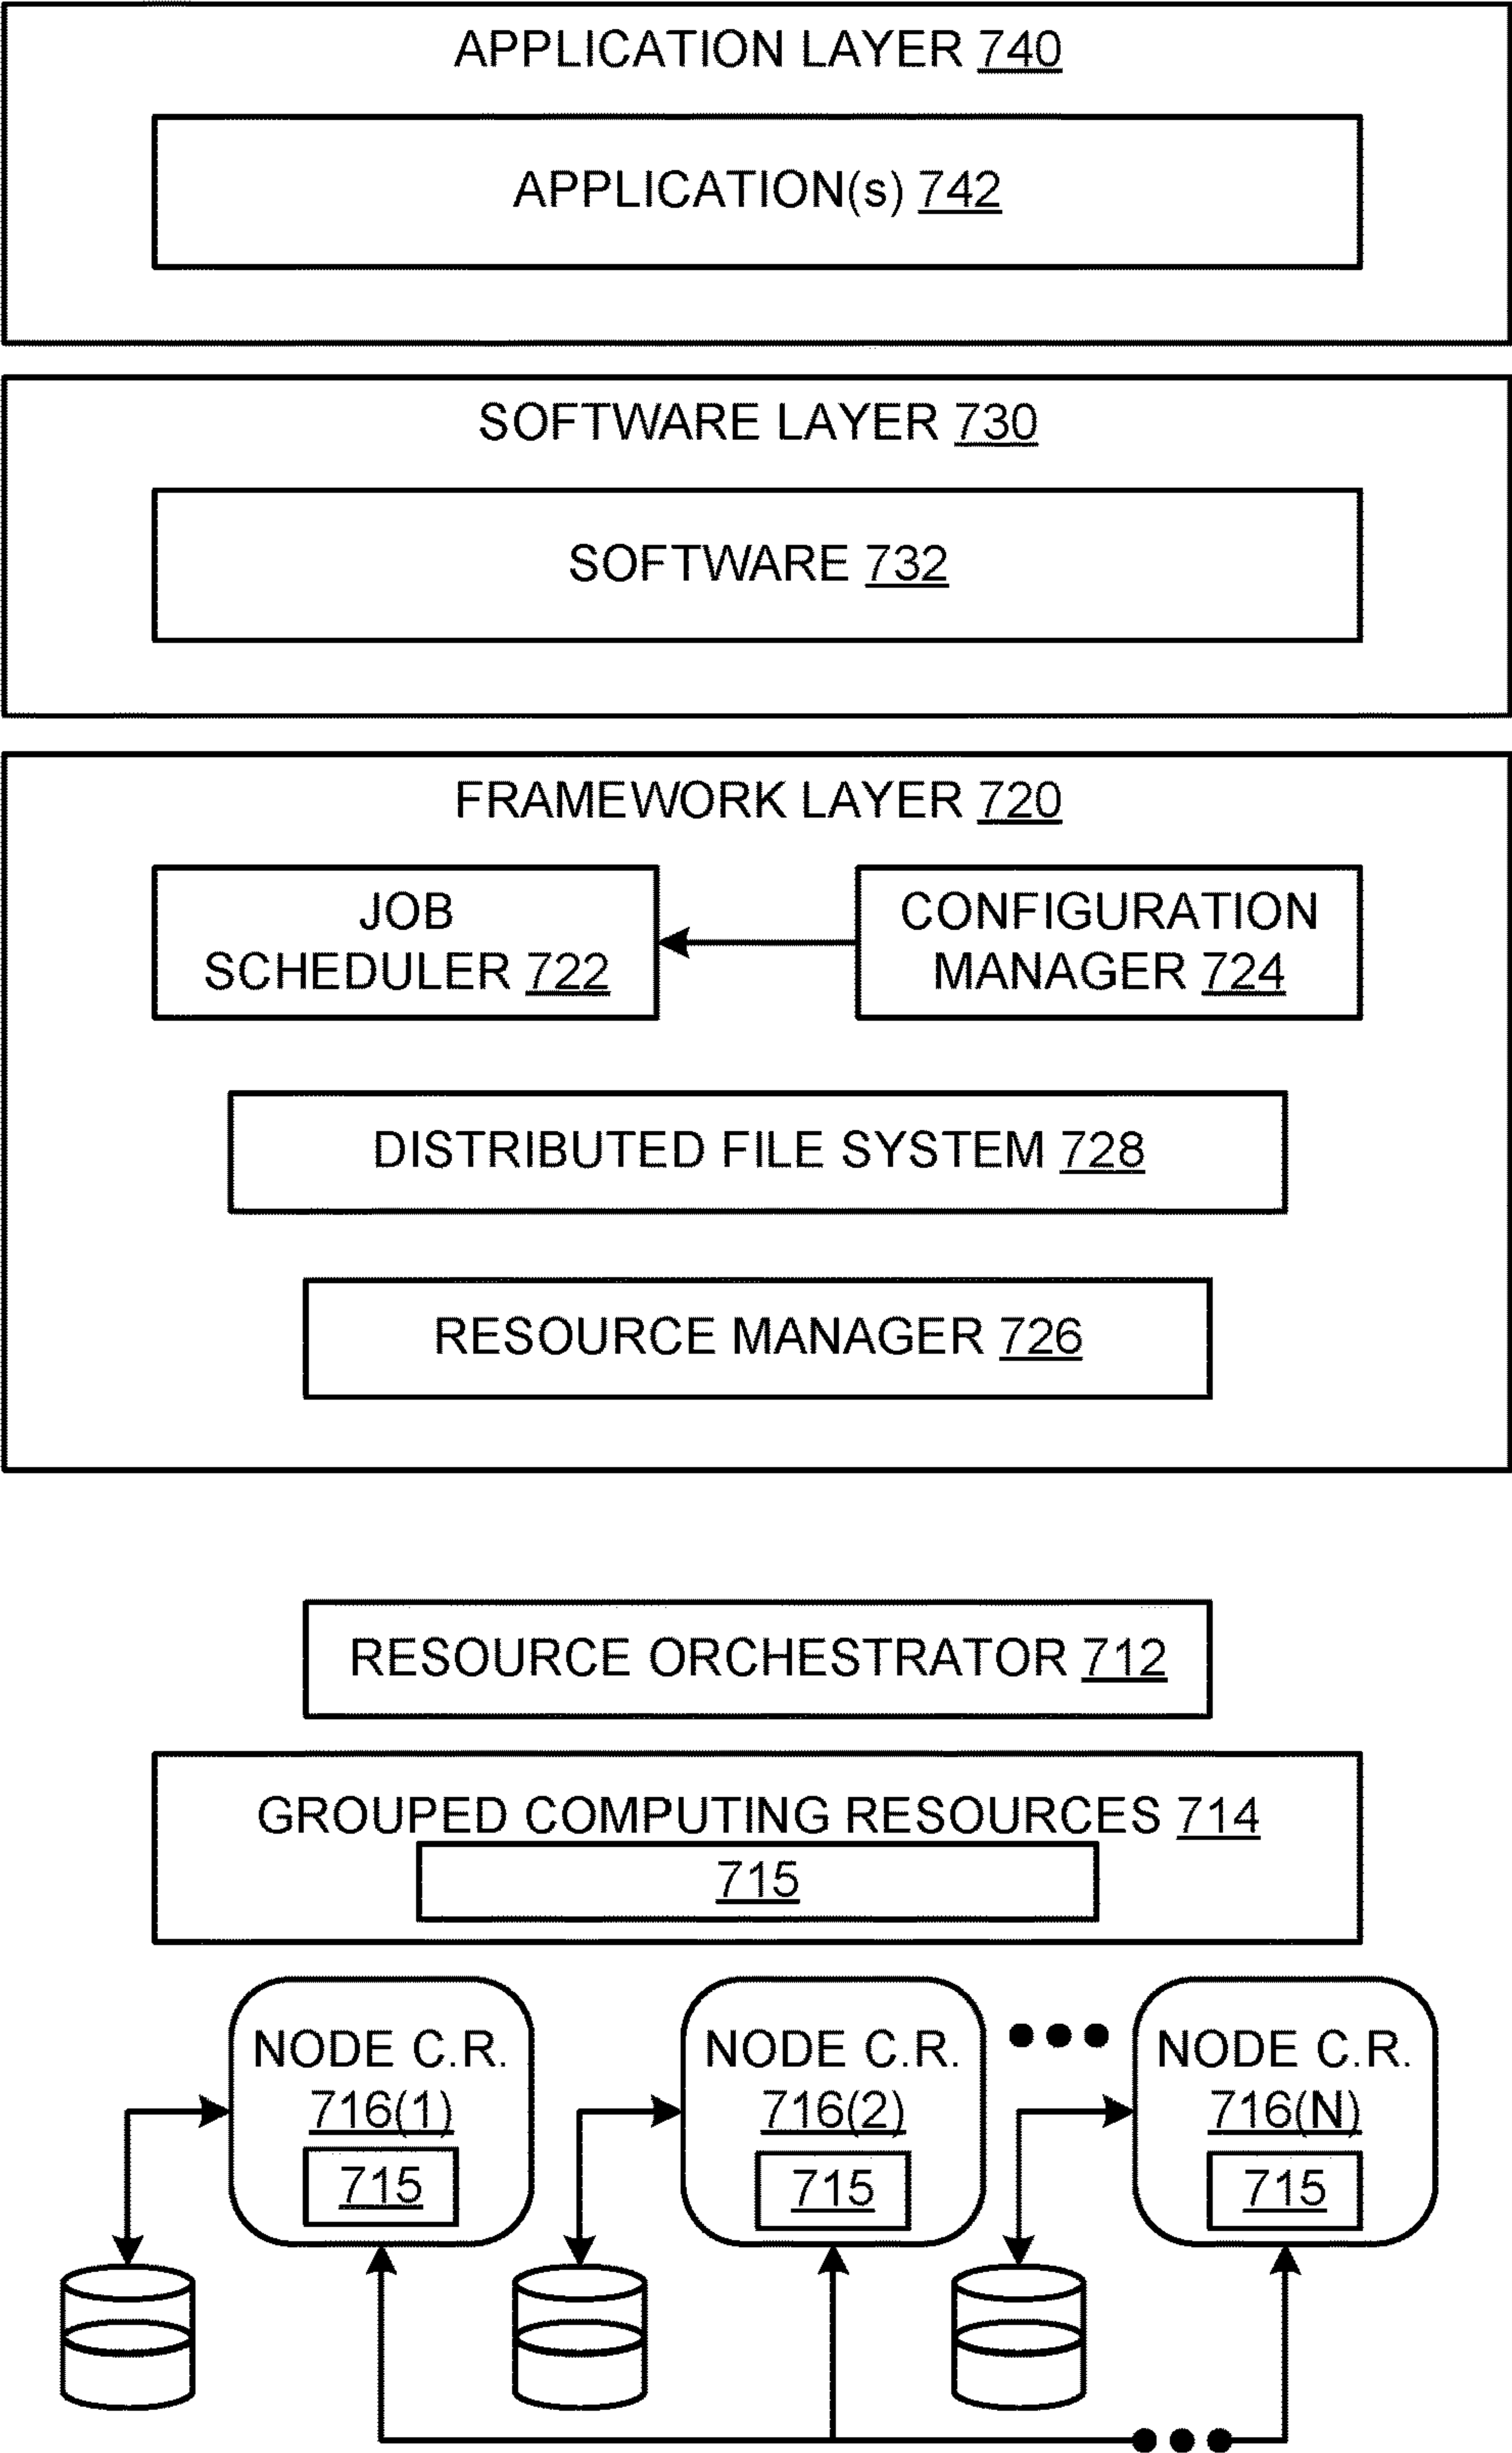 APPLICATION LAYER 740
APPLICATION(s) 742
SOFTWARE LAYER 730
SOFTWARE 732
FRAMEWORK LAYER 720
JOB
SCHEDULER 722
CONFIGURATION
MANAGER 724
DISTRIBUTED FILE SYSTEM 728
RESOURCE MANAGER 726
RESOURCE ORCHESTRATOR 712
GROUPED COMPUTING RESOURCES 714
715
NODE C.R.
716(1)
715
NODE C.R.
716(2)
715
NODE C.R.
716(N)
715